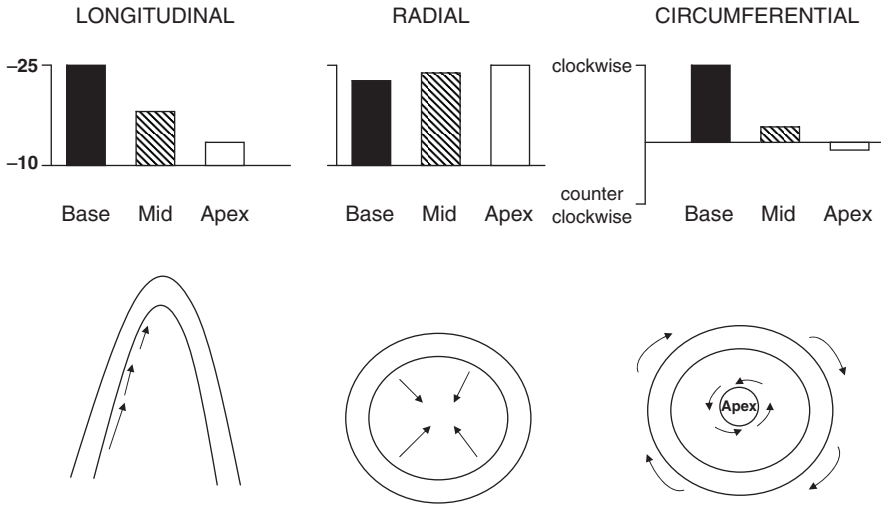 LONGITUDINAL
RADIAL
CIRCUMFERENTIAL
–25
–10
Base Mid Apex
Base Mid Apex
clockwise
counter
clockwise
Base Mid Apex
Apex